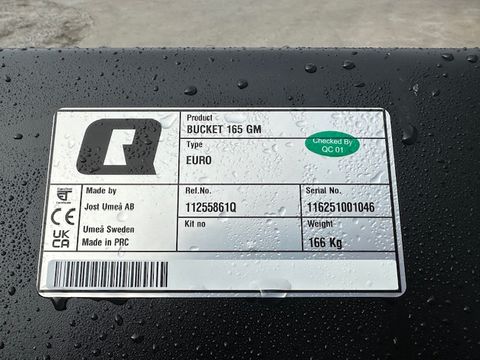 Product
BUCKET 165 GM
Type
EURO
Checked By
QC 01
Made by
Jost Umeå AB
Umeå Sweden
Made in PRC
Ref.No.
11255861Q
Serial No.
116251001046
Kit no
Weight
166 Kg
CE
UK
CA